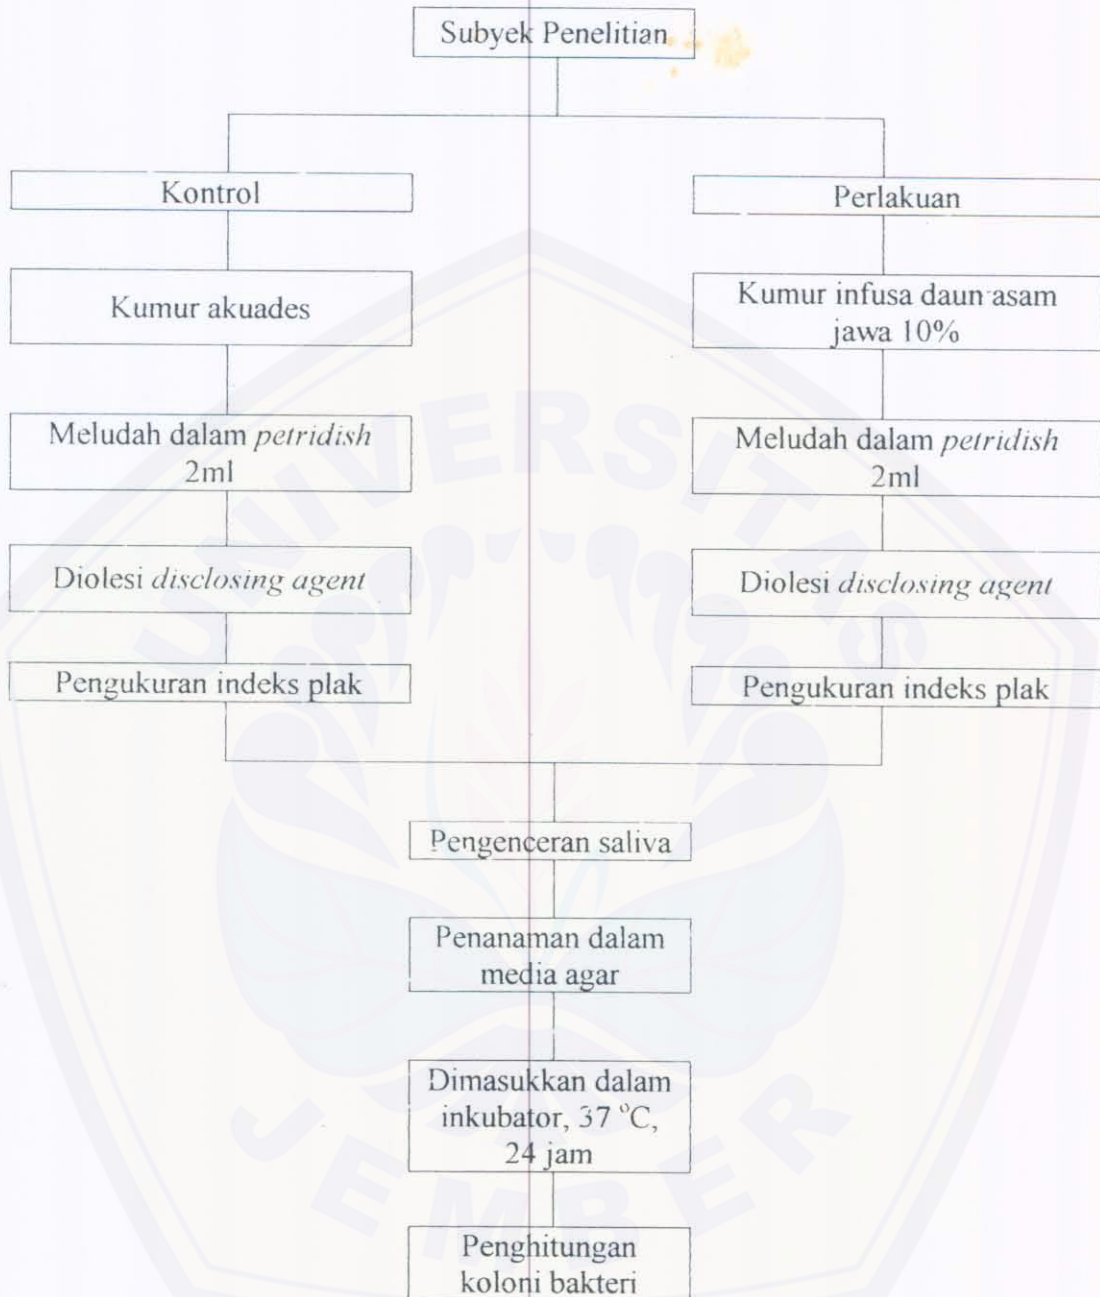 Subyek Penelitian
Kontrol
Kumur akuades
Meludah dalam petridish
2ml
Diolesi disclosing agent
Pengukuran indeks plak
Perlakuan
Kumur infusa daun asam
jawa 10%
Meludah dalam petridish
2ml
Diolesi disclosing agent
Pengukuran indeks plak
Pengenceran saliva
Penanaman dalam
media agar
Dimasukkan dalam
inkubator, 37 °C,
24 jam
Penghitungan
koloni bakteri
UNIVERSITAS
JEMBER